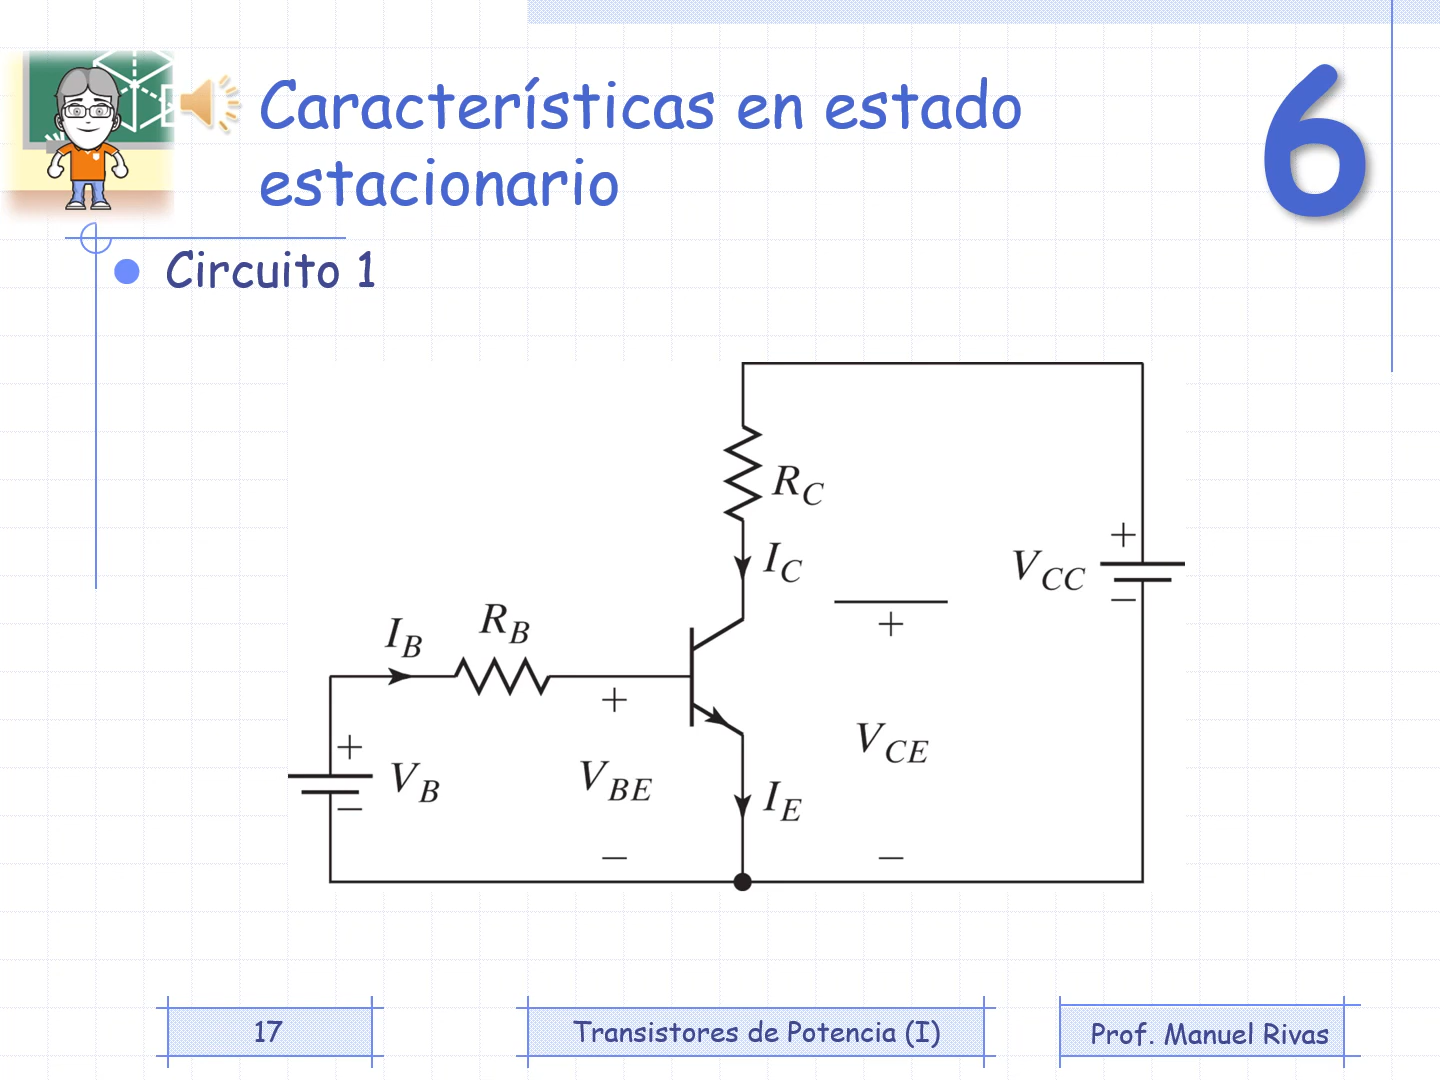 Características en estado
estacionario
6
Circuito 1
R_C
I_C
V_CC
+
−
+
I_B
R_B
+
+
V_B
−
V_BE
V_CE
I_E
−
−
17
Transistores de Potencia (I)
Prof. Manuel Rivas